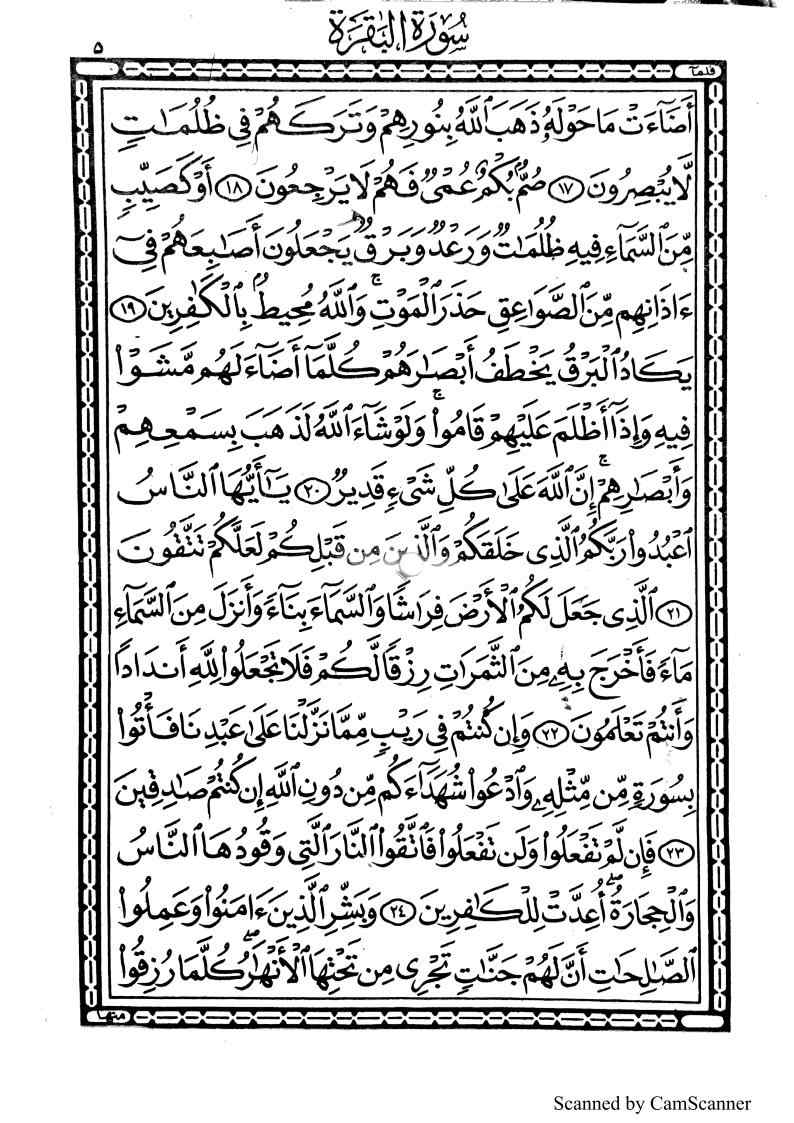 سُورَةُ الْبَقَرَةِ
٥
فلمآ
أَضَآءَتْ مَا حَوْلَهُۥ ذَهَبَ ٱللَّهُ بِنُورِهِمْ وَتَرَكَهُمْ فِى ظُلُمَٰتٍ
لَّا يُبْصِرُونَ ١٧ صُمٌّۢ بُكْمٌ عُمْىٌ فَهُمْ لَا يَرْجِعُونَ ١٨ أَوْ كَصَيِّبٍ
مِّنَ ٱلسَّمَآءِ فِيهِ ظُلُمَٰتٌ وَرَعْدٌ وَبَرْقٌ يَجْعَلُونَ أَصَٰبِعَهُمْ فِىٓ
ءَاذَانِهِم مِّنَ ٱلصَّوَٰعِقِ حَذَرَ ٱلْمَوْتِ ۚ وَٱللَّهُ مُحِيطٌۢ بِٱلْكَٰفِرِينَ ١٩
يَكَادُ ٱلْبَرْقُ يَخْطَفُ أَبْصَٰرَهُمْ كُلَّمَآ أَضَآءَ لَهُم مَّشَوْا۟
فِيهِ وَإِذَآ أَظْلَمَ عَلَيْهِمْ قَامُوا۟ ۚ وَلَوْ شَآءَ ٱللَّهُ لَذَهَبَ بِسَمْعِهِمْ
وَأَبْصَٰرِهِمْ ۚ إِنَّ ٱللَّهَ عَلَىٰ كُلِّ شَىْءٍ قَدِيرٌ ٢٠ يَٰٓأَيُّهَا ٱلنَّاسُ
ٱعْبُدُوا۟ رَبَّكُمُ ٱلَّذِى خَلَقَكُمْ وَٱلَّذِينَ مِن قَبْلِكُمْ لَعَلَّكُمْ تَتَّقُونَ
٢١ ٱلَّذِى جَعَلَ لَكُمُ ٱلْأَرْضَ فِرَٰشًا وَٱلسَّمَآءَ بِنَآءً وَأَنزَلَ مِنَ ٱلسَّمَآءِ
مَآءً فَأَخْرَجَ بِهِۦ مِنَ ٱلثَّمَرَٰتِ رِزْقًا لَّكُمْ فَلَا تَجْعَلُوا۟ لِلَّهِ أَندَادًا
وَأَنتُمْ تَعْلَمُونَ ٢٢ وَإِن كُنتُمْ فِى رَيْبٍ مِّمَّا نَزَّلْنَا عَلَىٰ عَبْدِنَا فَأْتُوا۟
بِسُورَةٍ مِّن مِّثْلِهِۦ وَٱدْعُوا۟ شُهَدَآءَكُم مِّن دُونِ ٱللَّهِ إِن كُنتُمْ صَٰدِقِينَ
٢٣ فَإِن لَّمْ تَفْعَلُوا۟ وَلَن تَفْعَلُوا۟ فَٱتَّقُوا۟ ٱلنَّارَ ٱلَّتِى وَقُودُهَا ٱلنَّاسُ
وَٱلْحِجَارَةُ ۖ أُعِدَّتْ لِلْكَٰفِرِينَ ٢٤ وَبَشِّرِ ٱلَّذِينَ ءَامَنُوا۟ وَعَمِلُوا۟
ٱلصَّٰلِحَٰتِ أَنَّ لَهُمْ جَنَّٰتٍ تَجْرِى مِن تَحْتِهَا ٱلْأَنْهَٰرُ ۖ كُلَّمَا رُزِقُوا۟
منها
Scanned by CamScanner